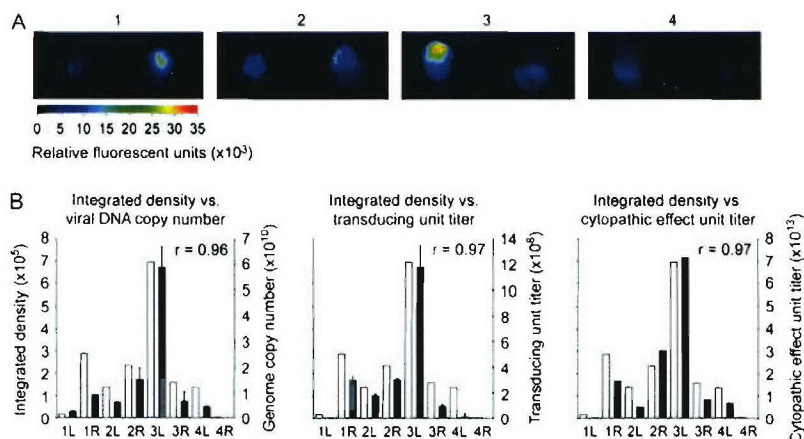 A
1 2 3 4
0 5 10 15 20 25 30 35
Relative fluorescent units (x10³)
B
Integrated density vs.
viral DNA copy number
Integrated density (x10⁵)
8
7
6
5
4
3
2
1
0
r = 0.96
7
6
5
4
3
2
1
0
Genome copy number (x10¹⁰)
1L 1R 2L 2R 3L 3R 4L 4R
Integrated density vs.
transducing unit titer
r = 0.97
14
12
10
8
6
4
2
0
Transducing unit titer (x10⁸)
1L 1R 2L 2R 3L 3R 4L 4R
Integrated density vs
cytopathic effect unit titer
r = 0.97
8
7
6
5
4
3
2
1
0
Cytopathic effect unit titer (x10¹³)
1L 1R 2L 2R 3L 3R 4L 4R